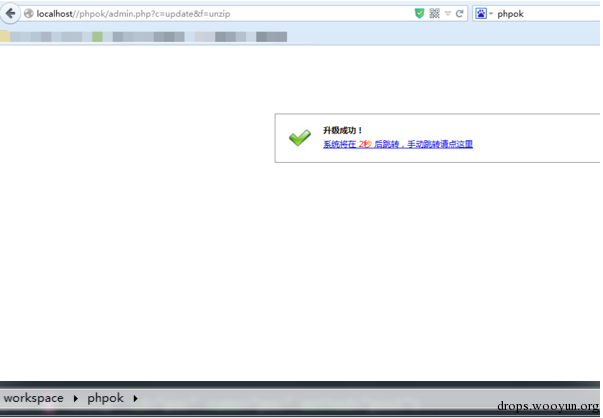 localhost//phpok/admin.php?c=update&f=unzip
phpok
升级成功！
系统将在 2秒 后跳转，手动跳转请点这里
workspace phpok
drops.wooyun.org